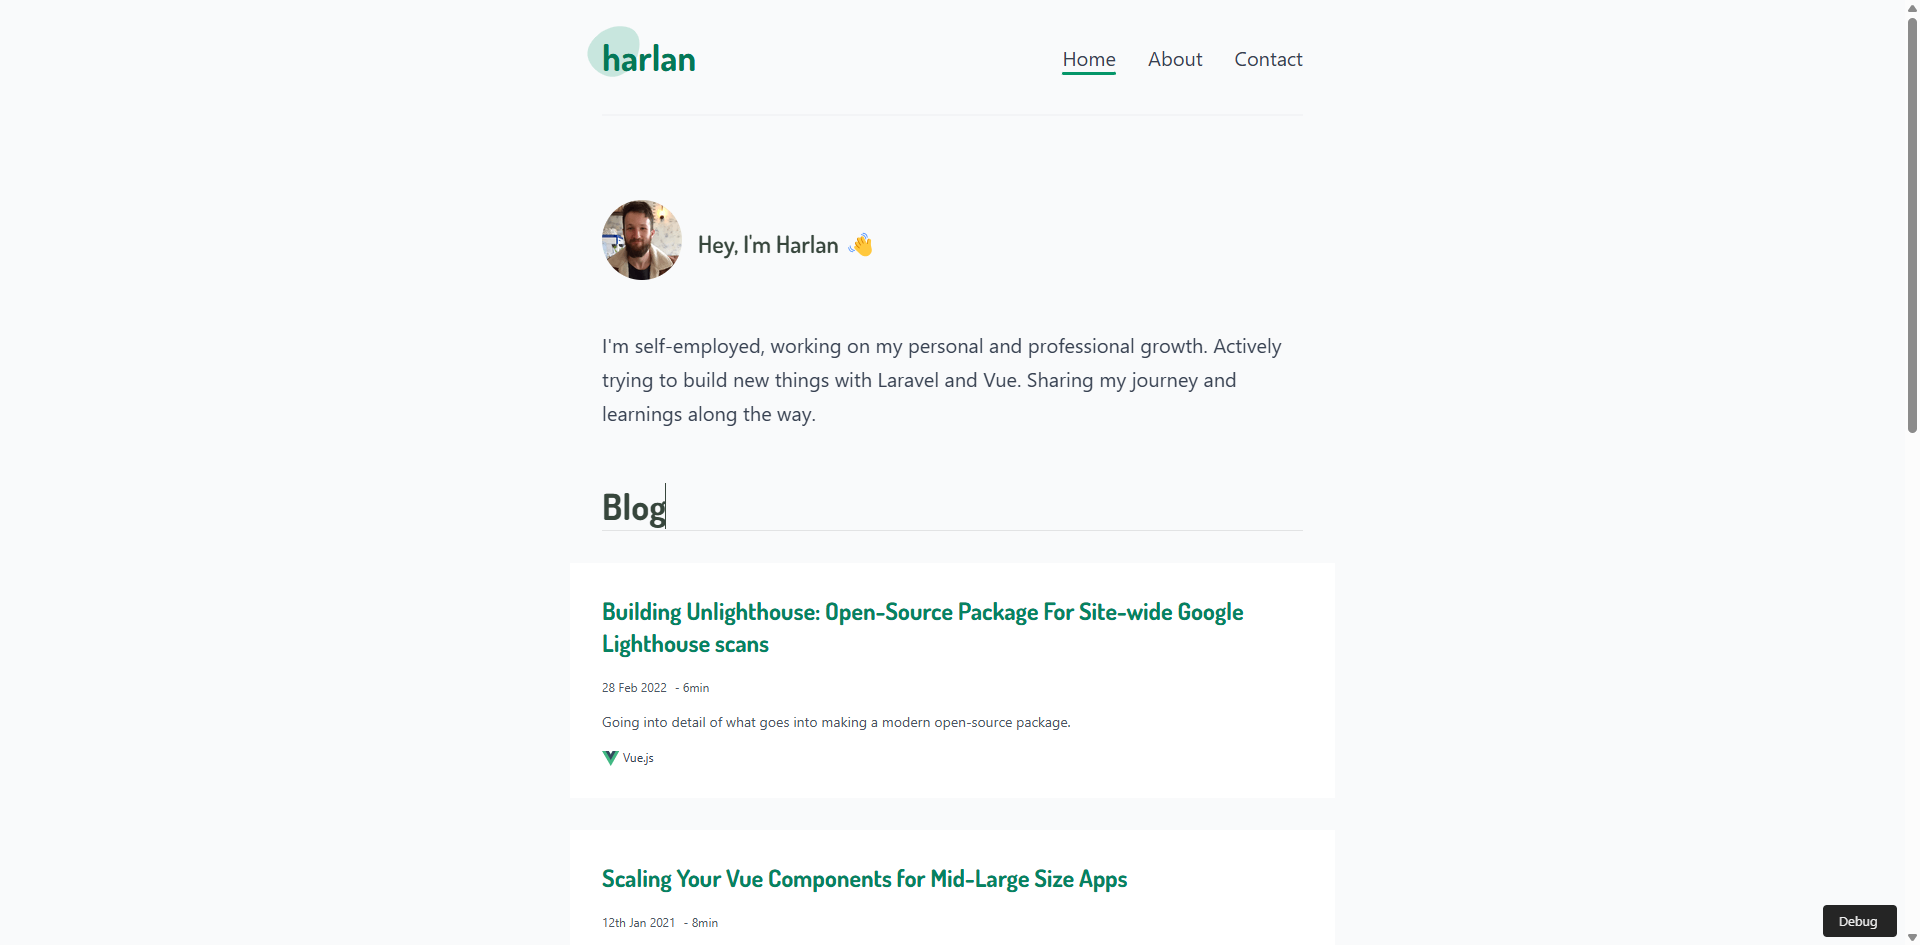 harlan
Home About Contact
Hey, I'm Harlan 👋
I'm self-employed, working on my personal and professional growth. Actively
trying to build new things with Laravel and Vue. Sharing my journey and
learnings along the way.
Blog
Building Unlighthouse: Open-Source Package For Site-wide Google
Lighthouse scans
28 Feb 2022 - 6min
Going into detail of what goes into making a modern open-source package.
Vue.js
Scaling Your Vue Components for Mid-Large Size Apps
12th Jan 2021 - 8min
Debug